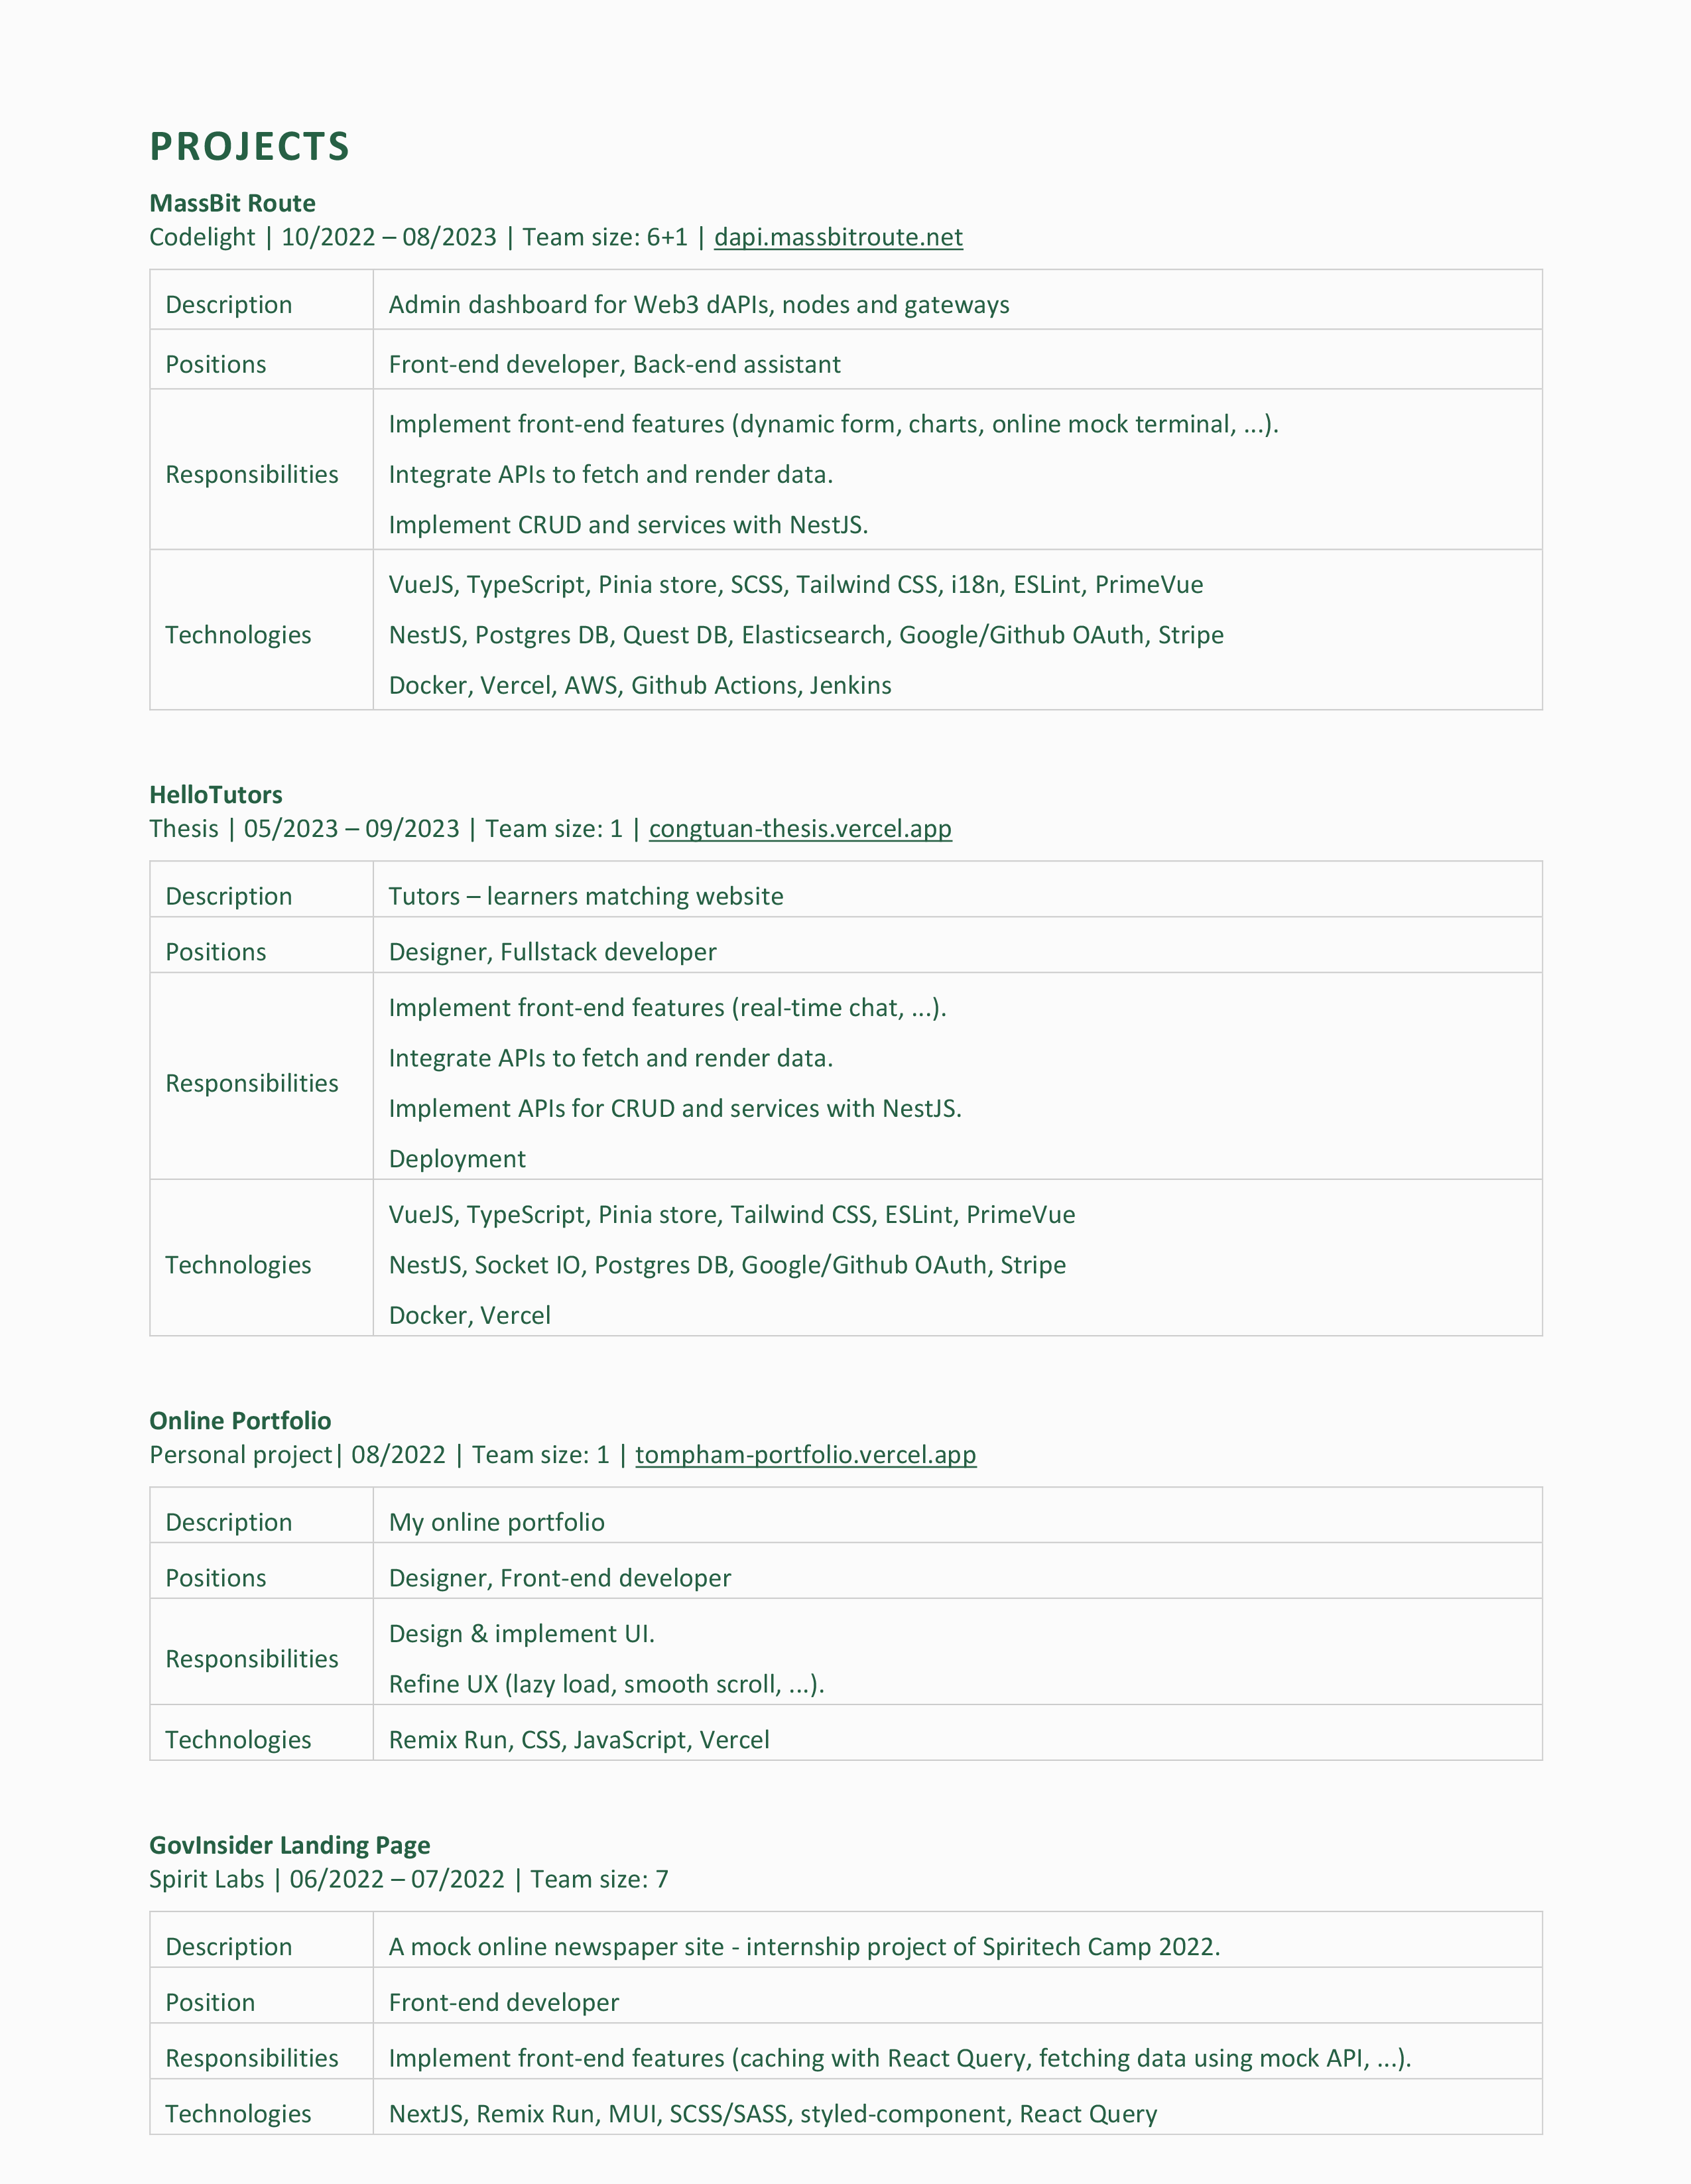 PROJECTS
MassBit Route
Codelight | 10/2022 – 08/2023 | Team size: 6+1 | dapi.massbitroute.net
Description Admin dashboard for Web3 dAPIs, nodes and gateways
Positions Front-end developer, Back-end assistant
Implement front-end features (dynamic form, charts, online mock terminal, ...).
Responsibilities Integrate APIs to fetch and render data.
Implement CRUD and services with NestJS.
VueJS, TypeScript, Pinia store, SCSS, Tailwind CSS, i18n, ESLint, PrimeVue
Technologies NestJS, Postgres DB, Quest DB, Elasticsearch, Google/Github OAuth, Stripe
Docker, Vercel, AWS, Github Actions, Jenkins
HelloTutors
Thesis | 05/2023 – 09/2023 | Team size: 1 | congtuan-thesis.vercel.app
Description Tutors – learners matching website
Positions Designer, Fullstack developer
Responsibilities
Implement front-end features (real-time chat, ...).
Integrate APIs to fetch and render data.
Implement APIs for CRUD and services with NestJS.
Deployment
VueJS, TypeScript, Pinia store, Tailwind CSS, ESLint, PrimeVue
Technologies NestJS, Socket IO, Postgres DB, Google/Github OAuth, Stripe
Docker, Vercel
Online Portfolio
Personal project| 08/2022 | Team size: 1 | tompham-portfolio.vercel.app
Description My online portfolio
Positions Designer, Front-end developer
Responsibilities
Design & implement UI.
Refine UX (lazy load, smooth scroll, ...).
Technologies Remix Run, CSS, JavaScript, Vercel
GovInsider Landing Page
Spirit Labs | 06/2022 – 07/2022 | Team size: 7
Description A mock online newspaper site - internship project of Spiritech Camp 2022.
Position Front-end developer
Responsibilities Implement front-end features (caching with React Query, fetching data using mock API, ...).
Technologies NextJS, Remix Run, MUI, SCSS/SASS, styled-component, React Query